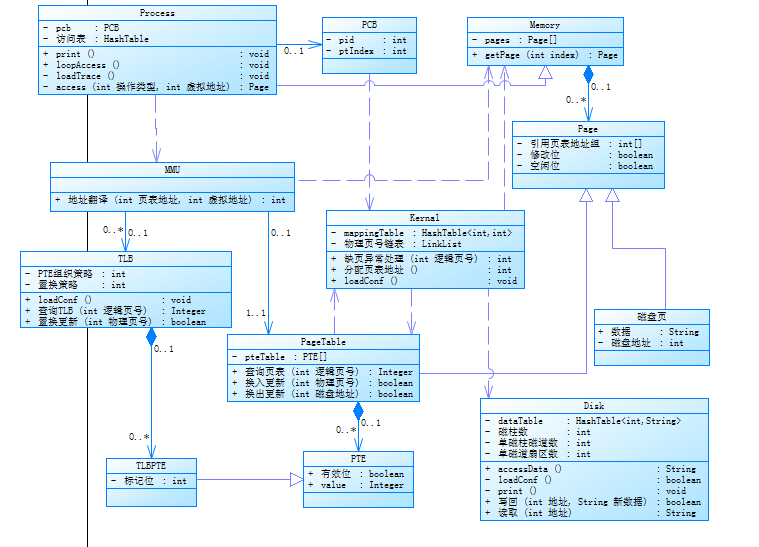 Process
- pcb : PCB
- 访问表 : HashTable
+ print () : void
+ loopAccess () : void
- loadTrace () : void
- access (int 操作类型, int 虚拟地址) : Page
0..1
PCB
- pid : int
- ptIndex : int
Memory
- pages : Page[]
+ getPage (int index) : Page
0..1
0..*
Page
- 引用页表地址组 : int[]
- 修改位 : boolean
- 空闲位 : boolean
MMU
+ 地址翻译 (int 页表地址, int 虚拟地址) : int
0..*
0..1
0..1
Kernal
- mappingTable : HashTable<int,int>
- 物理页号链表 : LinkList
+ 缺页异常处理 (int 逻辑页号) : int
+ 分配页表地址 () : int
+ loadConf () : void
TLB
- PTE组织策略 : int
- 置换策略 : int
+ loadConf () : void
+ 查询TLB (int 逻辑页号) : Integer
+ 置换更新 (int 物理页号) : boolean
1..1
0..1
磁盘页
+ 数据 : String
- 磁盘地址 : int
PageTable
- pteTable : PTE[]
+ 查询页表 (int 逻辑页号) : Integer
+ 换入更新 (int 物理页号) : boolean
+ 换出更新 (int 磁盘地址) : boolean
0..1
0..*
0..*
Disk
- dataTable : HashTable<int,String>
- 磁柱数 : int
- 单磁柱磁道数 : int
- 单磁道扇区数 : int
+ accessData () : String
- loadConf () : boolean
- print () : void
+ 写回 (int 地址, String 新数据) : boolean
+ 读取 (int 地址) : String
TLBPTE
- 标记位 : int
PTE
+ 有效位 : boolean
+ value : Integer